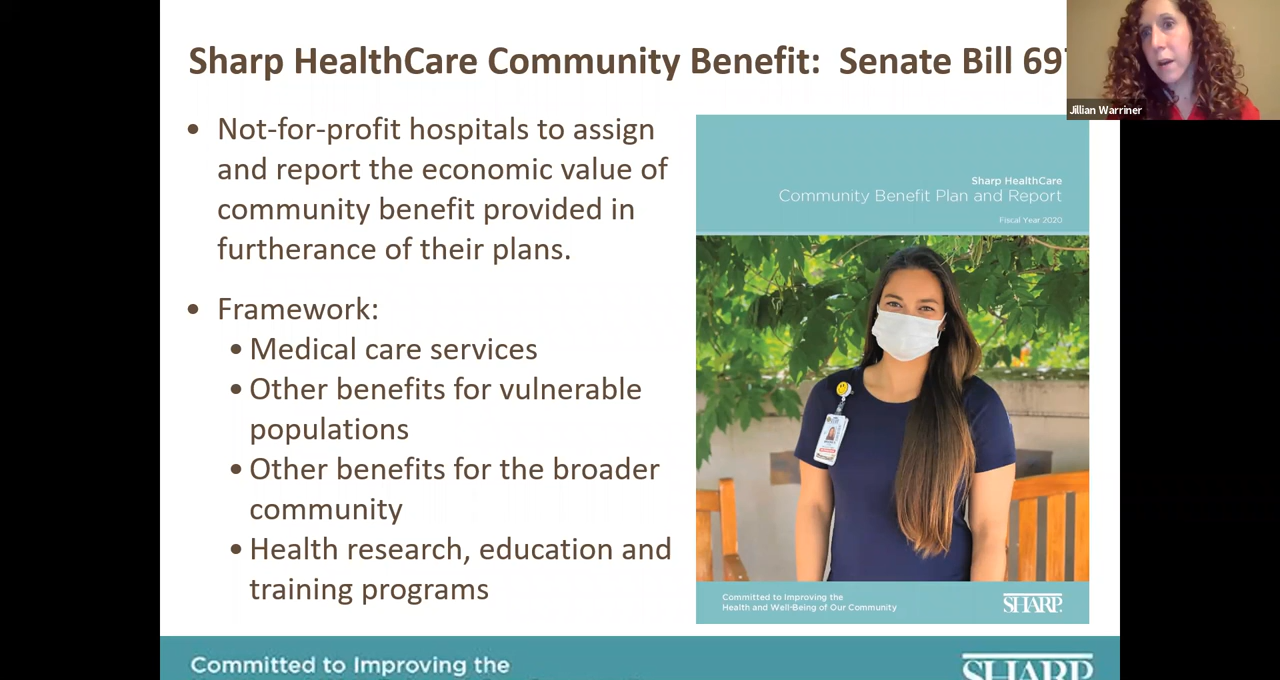 Sharp HealthCare Community Benefit: Senate Bill 69
Jillian Warriner
• Not-for-profit hospitals to assign
and report the economic value of
community benefit provided in
furtherance of their plans.
• Framework:
• Medical care services
• Other benefits for vulnerable
populations
• Other benefits for the broader
community
• Health research, education and
training programs
Sharp HealthCare
Community Benefit Plan and Report
Fiscal Year 2020
Committed to Improving the
Health and Well-Being of Our Community
SHARP
Committed to Improving the
SHARP